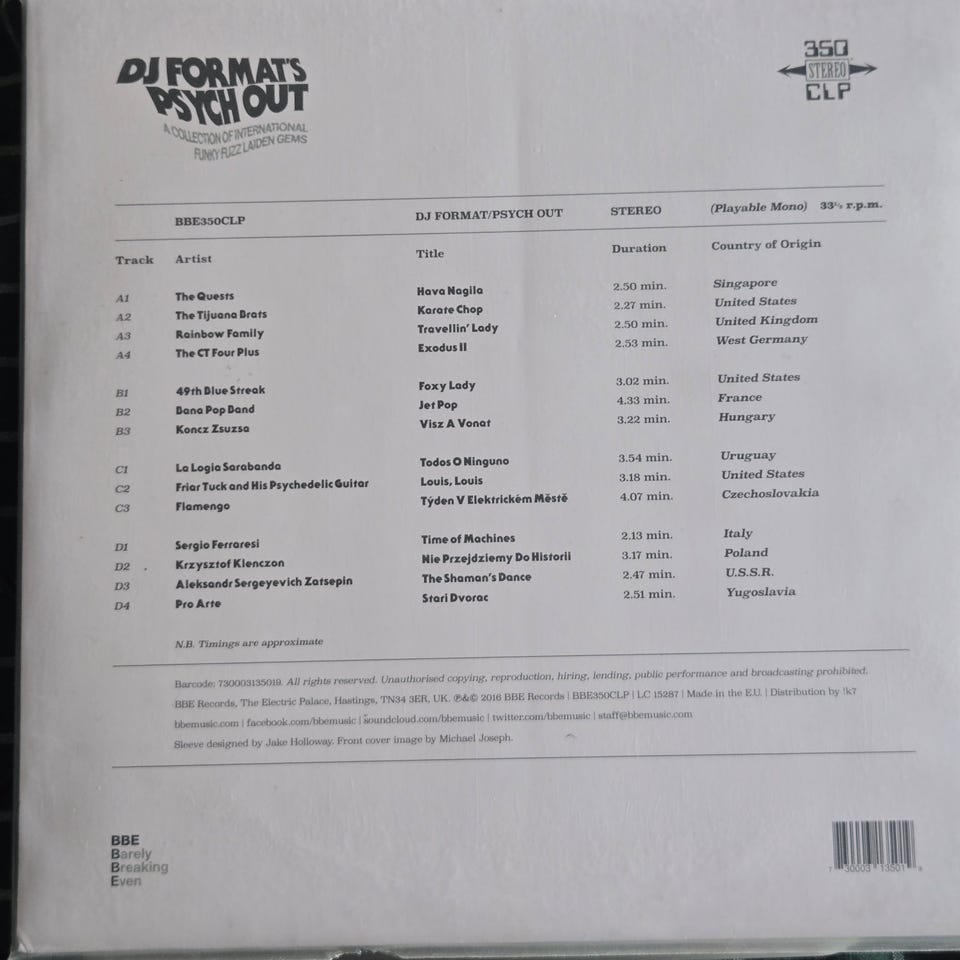 DJ FORMAT'S
PSYCH OUT
A COLLECTION OF INTERNATIONAL
FUNKY FUZZ LAIDEN GEMS
350
STEREO
CLP
BBE350CLP DJ FORMAT/PSYCH OUT STEREO (Playable Mono) 33⅓ r.p.m.
Track Artist Title Duration Country of Origin
A1 The Quests Hava Nagila 2.50 min. Singapore
A2 The Tijuana Brats Karate Chop 2.27 min. United States
A3 Rainbow Family Travellin' Lady 2.50 min. United Kingdom
A4 The CT Four Plus Exodus II 2.53 min. West Germany
B1 49th Blue Streak Foxy Lady 3.02 min. United States
B2 Bana Pop Band Jet Pop 4.33 min. France
B3 Koncz Zsuzsa Visz A Vonat 3.22 min. Hungary
C1 La Logia Sarabanda Todos O Ninguno 3.54 min. Uruguay
C2 Friar Tuck and His Psychedelic Guitar Louis, Louis 3.18 min. United States
C3 Flamengo Týden V Elektrickém Městě 4.07 min. Czechoslovakia
D1 Sergio Ferraresi Time of Machines 2.13 min. Italy
D2 Krzysztof Klenczon Nie Przejdziemy Do Historii 3.17 min. Poland
D3 Aleksandr Sergeyevich Zatsepin The Shaman's Dance 2.47 min. U.S.S.R.
D4 Pro Arte Stari Dvorac 2.51 min. Yugoslavia
N.B. Timings are approximate
Barcode: 730003135019. All rights reserved. Unauthorised copying, reproduction, hiring, lending, public performance and broadcasting prohibited.
BBE Records, The Electric Palace, Hastings, TN34 3ER, UK. ℗&© 2016 BBE Records | BBE350CLP | LC 15287 | Made in the E.U. | Distribution by !k7
bbemusic.com | facebook.com/bbemusic | soundcloud.com/bbemusic | twitter.com/bbemusic | staff@bbemusic.com
Sleeve designed by Jake Holloway. Front cover image by Michael Joseph.
BBE
Barely
Breaking
Even
7 30003 13501 9